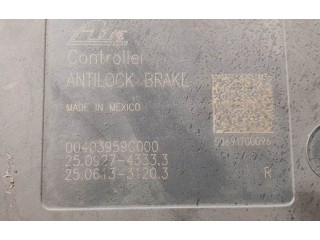 Controller
ANTILOCK BRAKE
MADE IN MEXICO
00403959C000
25.0927-4333.3
25.0613-3120.3
R